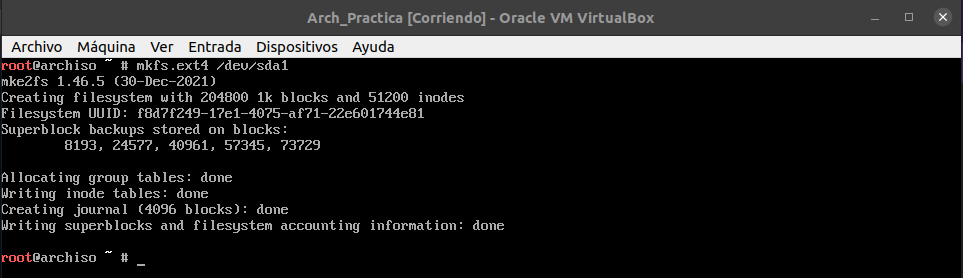 Arch_Practica [Corriendo] - Oracle VM VirtualBox
Archivo Máquina Ver Entrada Dispositivos Ayuda
root@archiso ~ # mkfs.ext4 /dev/sda1
mke2fs 1.46.5 (30-Dec-2021)
Creating filesystem with 204800 1k blocks and 51200 inodes
Filesystem UUID: f8d7f249-17e1-4075-af71-22e601744e81
Superblock backups stored on blocks:
8193, 24577, 40961, 57345, 73729
Allocating group tables: done
Writing inode tables: done
Creating journal (4096 blocks): done
Writing superblocks and filesystem accounting information: done
root@archiso ~ # _